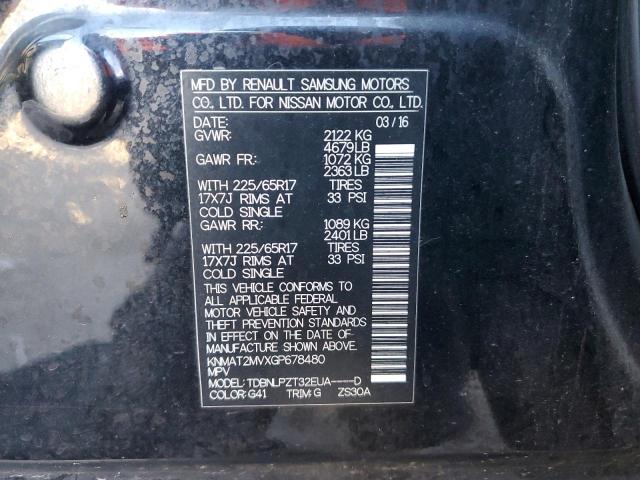 MFD BY RENAULT SAMSUNG MOTORS
CO., LTD. FOR NISSAN MOTOR CO., LTD.
DATE: 03/16
GVWR: 2122 KG
4679LB
GAWR FR: 1072 KG
2363LB
WITH 225/65R17 TIRES
17X7J RIMS AT 33 PSI
COLD SINGLE
GAWR RR: 1089 KG
2401LB
WITH 225/65R17 TIRES
17X7J RIMS AT 33 PSI
COLD SINGLE
THIS VEHICLE CONFORMS TO
ALL APPLICABLE FEDERAL
MOTOR VEHICLE SAFETY AND
THEFT PREVENTION STANDARDS
IN EFFECT ON THE DATE OF
MANUFACTURE SHOWN ABOVE.
KNMAT2MVXGP678480
MPV
MODEL: TDBNLPZT32EUA----D
COLOR: G41 TRIM: G ZS30A